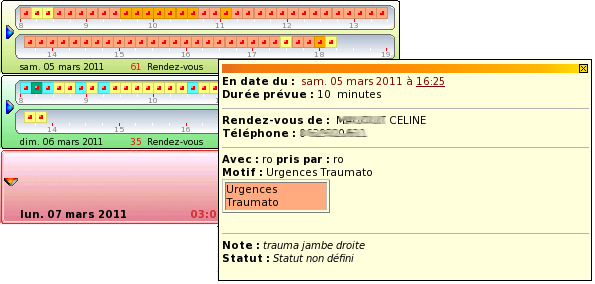 8 9 10 11 12 13
14 15 16 17 18 19
sam. 05 mars 2011 61 Rendez-vous
8 9 10
14 15 16 17
dim. 06 mars 2011 35 Rendez-vous
lun. 07 mars 2011 03:0
En date du : sam. 05 mars 2011 à 16:25
Durée prévue : 10 minutes
Rendez-vous de : CELINE
Téléphone :
Avec : ro pris par : ro
Motif : Urgences Traumato
Urgences
Traumato
Note : trauma jambe droite
Statut : Statut non défini